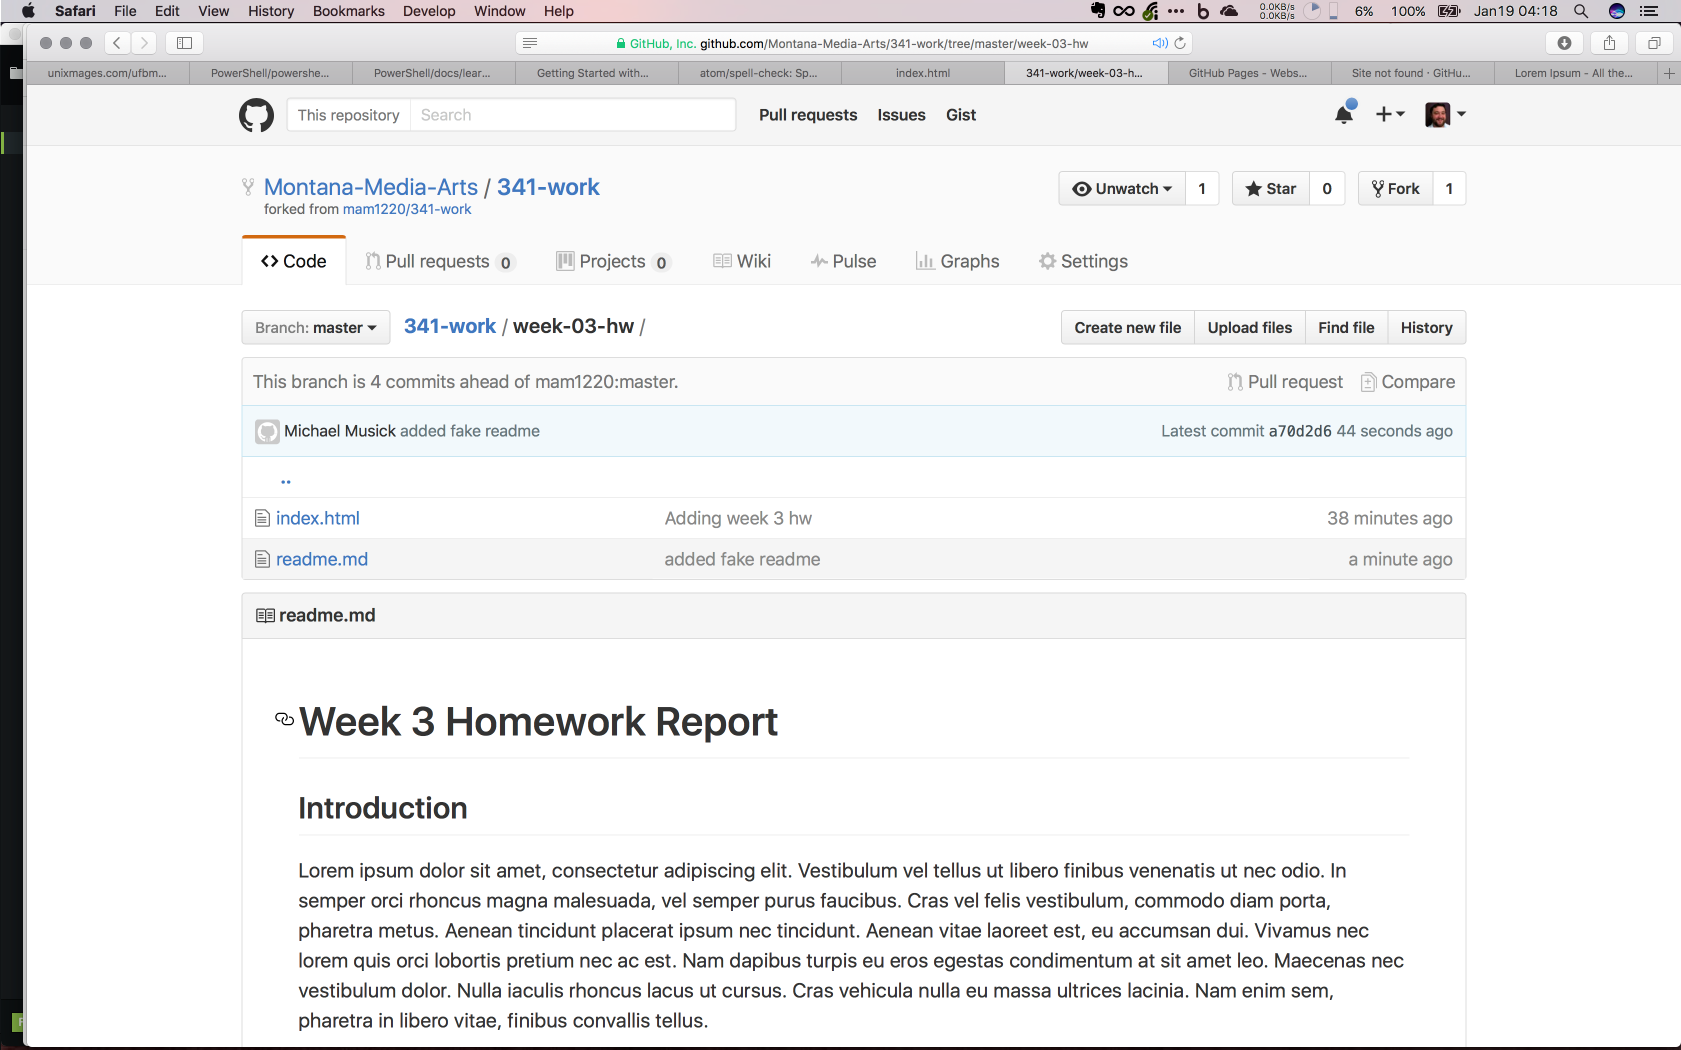 Safari File Edit View History Bookmarks Develop Window Help 0.0KB/s 0.0KB/s 6% 100% Jan19 04:18
GitHub, Inc. github.com/Montana-Media-Arts/341-work/tree/master/week-03-hw
unixmages.com/ufbm... PowerShell/powershe... PowerShell/docs/lear... Getting Started with... atom/spell-check: Sp... index.html 341-work/week-03-h... GitHub Pages - Webs... Site not found · GitHu... Lorem Ipsum - All the...
This repository Search Pull requests Issues Gist
Montana-Media-Arts / 341-work Unwatch 1 Star 0 Fork 1
forked from mam1220/341-work
Code Pull requests 0 Projects 0 Wiki Pulse Graphs Settings
Branch: master 341-work / week-03-hw / Create new file Upload files Find file History
This branch is 4 commits ahead of mam1220:master. Pull request Compare
Michael Musick added fake readme Latest commit a70d2d6 44 seconds ago
..
index.html Adding week 3 hw 38 minutes ago
readme.md added fake readme a minute ago
readme.md
Week 3 Homework Report
Introduction
Lorem ipsum dolor sit amet, consectetur adipiscing elit. Vestibulum vel tellus ut libero finibus venenatis ut nec odio. In
semper orci rhoncus magna malesuada, vel semper purus faucibus. Cras vel felis vestibulum, commodo diam porta,
pharetra metus. Aenean tincidunt placerat ipsum nec tincidunt. Aenean vitae laoreet est, eu accumsan dui. Vivamus nec
lorem quis orci lobortis pretium nec ac est. Nam dapibus turpis eu eros egestas condimentum at sit amet leo. Maecenas nec
vestibulum dolor. Nulla iaculis rhoncus lacus ut cursus. Cras vehicula nulla eu massa ultrices lacinia. Nam enim sem,
pharetra in libero vitae, finibus convallis tellus.